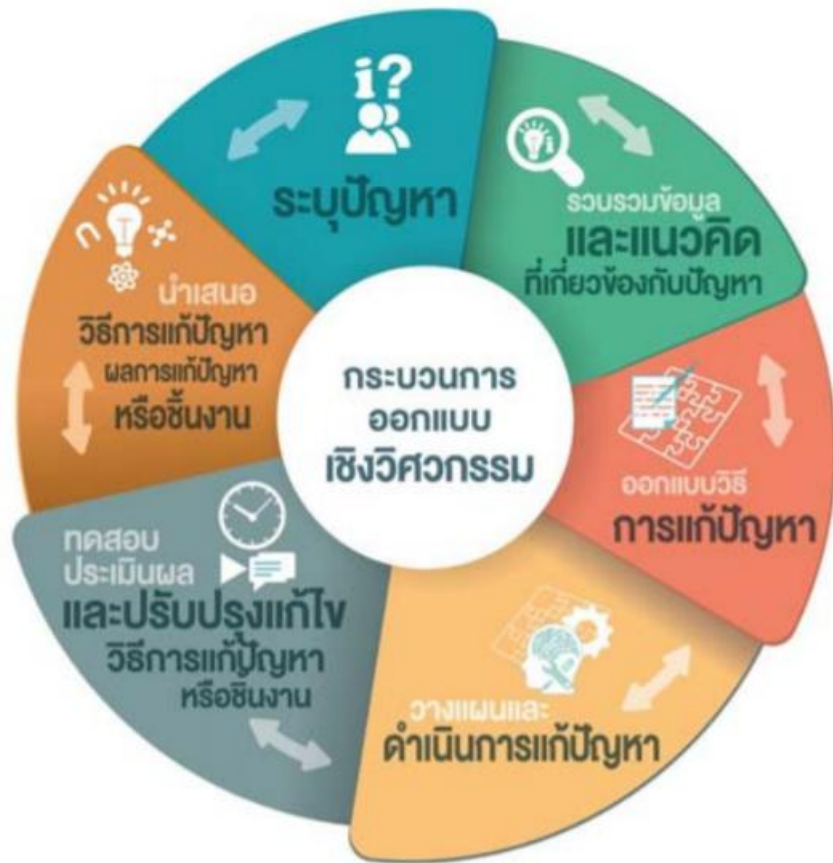 กระบวนการ
ออกแบบ
เชิงวิศวกรรม
i?
ระบุปัญหา
i
รวบรวมข้อมูล
และแนวคิด
ที่เกี่ยวข้องกับปัญหา
ออกแบบวิธี
การแก้ปัญหา
วางแผนและ
ดำเนินการแก้ปัญหา
ทดสอบ
ประเมินผล
และปรับปรุงแก้ไข
วิธีการแก้ปัญหา
หรือชิ้นงาน
นำเสนอ
วิธีการแก้ปัญหา
ผลการแก้ปัญหา
หรือชิ้นงาน